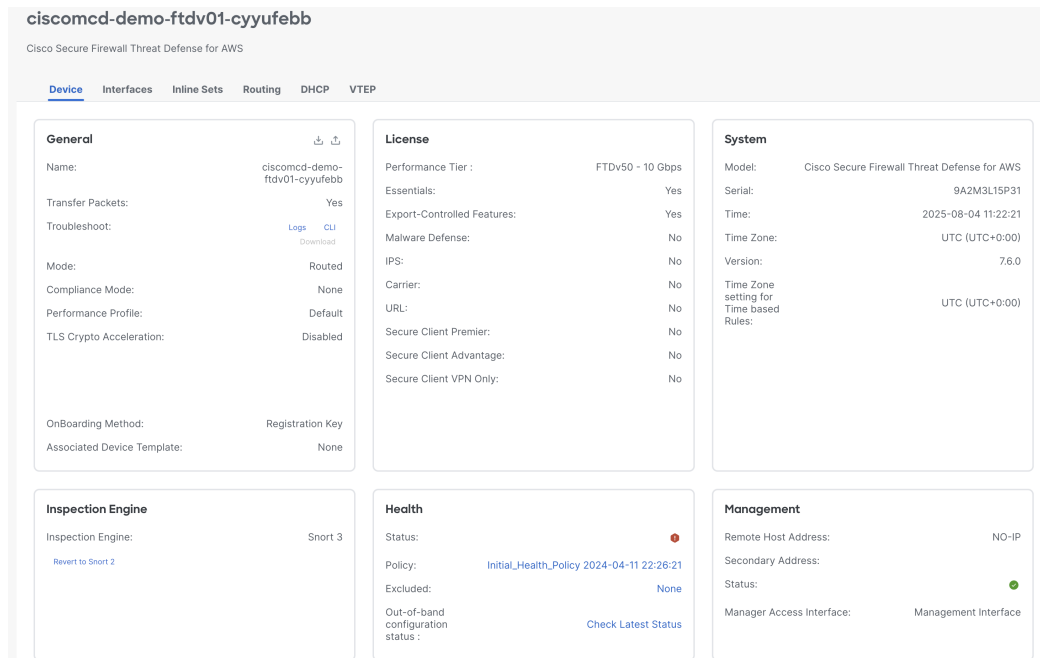 ciscomcd-demo-ftdv01-cyyufebb
Cisco Secure Firewall Threat Defense for AWS
Device Interfaces Inline Sets Routing DHCP VTEP
General
Name: ciscomcd-demo-
ftdv01-cyyufebb
Transfer Packets: Yes
Troubleshoot: Logs CLI
Download
Mode: Routed
Compliance Mode: None
Performance Profile: Default
TLS Crypto Acceleration: Disabled
OnBoarding Method: Registration Key
Associated Device Template: None
License
Performance Tier : FTDv50 - 10 Gbps
Essentials: Yes
Export-Controlled Features: Yes
Malware Defense: No
IPS: No
Carrier: No
URL: No
Secure Client Premier: No
Secure Client Advantage: No
Secure Client VPN Only: No
System
Model: Cisco Secure Firewall Threat Defense for AWS
Serial: 9A2M3L15P31
Time: 2025-08-04 11:22:21
Time Zone: UTC (UTC+0:00)
Version: 7.6.0
Time Zone
setting for
Time based
Rules: UTC (UTC+0:00)
Inspection Engine
Inspection Engine: Snort 3
Revert to Snort 2
Health
Status:
Policy: Initial_Health_Policy 2024-04-11 22:26:21
Excluded: None
Out-of-band
configuration
status : Check Latest Status
Management
Remote Host Address: NO-IP
Secondary Address:
Status:
Manager Access Interface: Management Interface